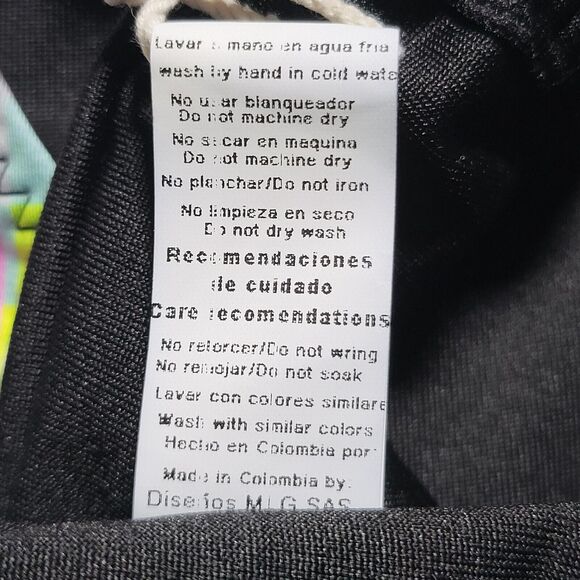 Lavar a mano en agua fria
wash by hand in cold wate
No usar blanqueador
Do not machine dry
No secar en maquina
Do not machine dry
No planchar/Do not iron
No limpieza en seco
Do not dry wash
Recomendaciones
de cuidado
Care recomendations
No retorcer/Do not wring
No remojar/Do not soak
Lavar con colores similare
Wash with similar colors
Hecho en Colombia por:
Made in Colombia by:
Diseños MLG SAS